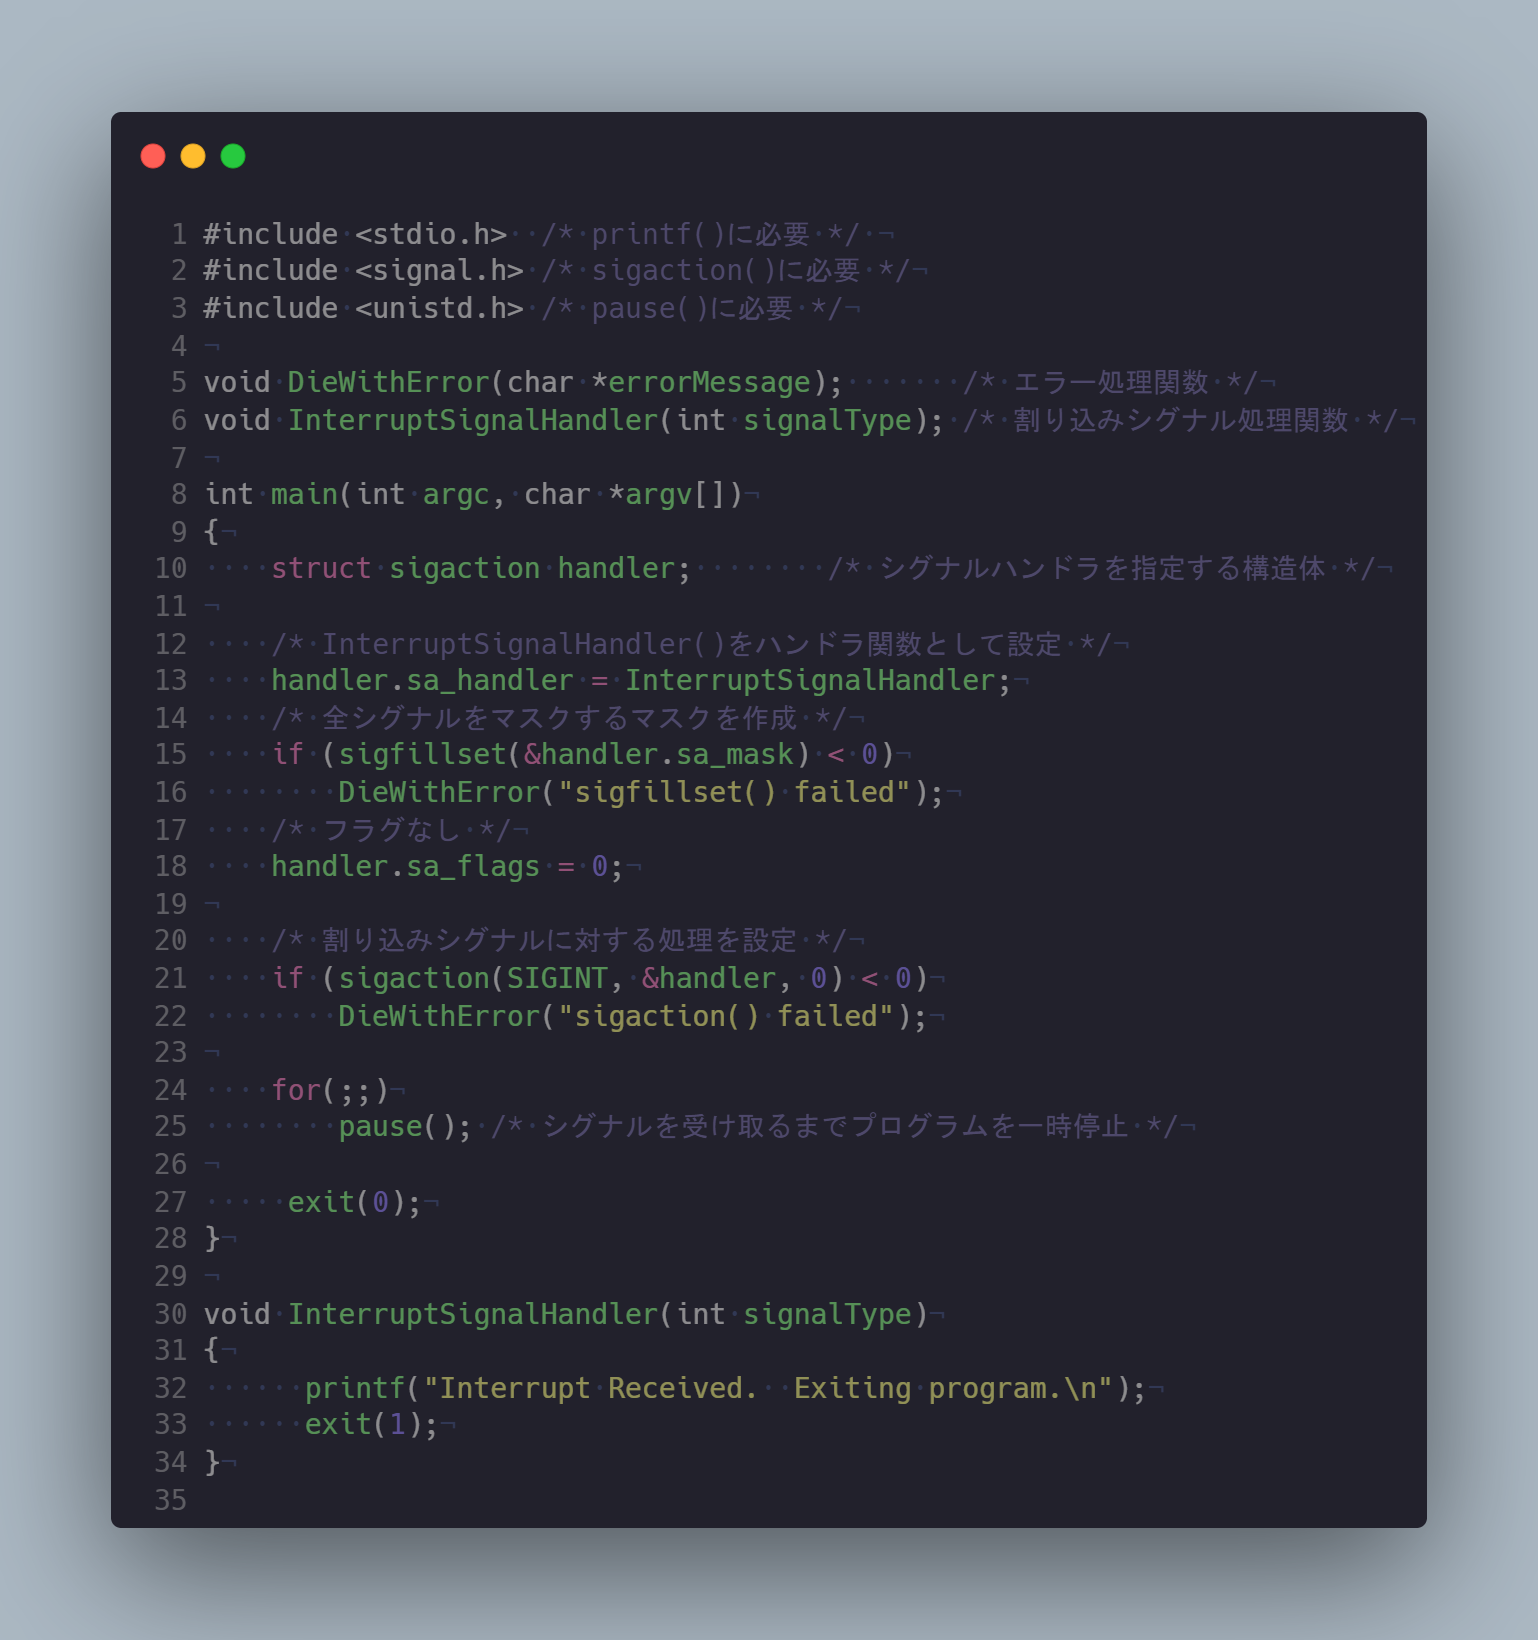 1 #include <stdio.h>  /* printf()に必要 */
2 #include <signal.h> /* sigaction()に必要 */
3 #include <unistd.h> /* pause()に必要 */
4
5 void DieWithError(char *errorMessage);       /* エラー処理関数 */
6 void InterruptSignalHandler(int signalType); /* 割り込みシグナル処理関数 */
7
8 int main(int argc, char *argv[])
9 {
10     struct sigaction handler;        /* シグナルハンドラを指定する構造体 */
11
12     /* InterruptSignalHandler()をハンドラ関数として設定 */
13     handler.sa_handler = InterruptSignalHandler;
14     /* 全シグナルをマスクするマスクを作成 */
15     if (sigfillset(&handler.sa_mask) < 0)
16         DieWithError("sigfillset() failed");
17     /* フラグなし */
18     handler.sa_flags = 0;
19
20     /* 割り込みシグナルに対する処理を設定 */
21     if (sigaction(SIGINT, &handler, 0) < 0)
22         DieWithError("sigaction() failed");
23
24     for(;;)
25         pause(); /* シグナルを受け取るまでプログラムを一時停止 */
26
27      exit(0);
28 }
29
30 void InterruptSignalHandler(int signalType)
31 {
32       printf("Interrupt Received.  Exiting program.\n");
33       exit(1);
34 }
35